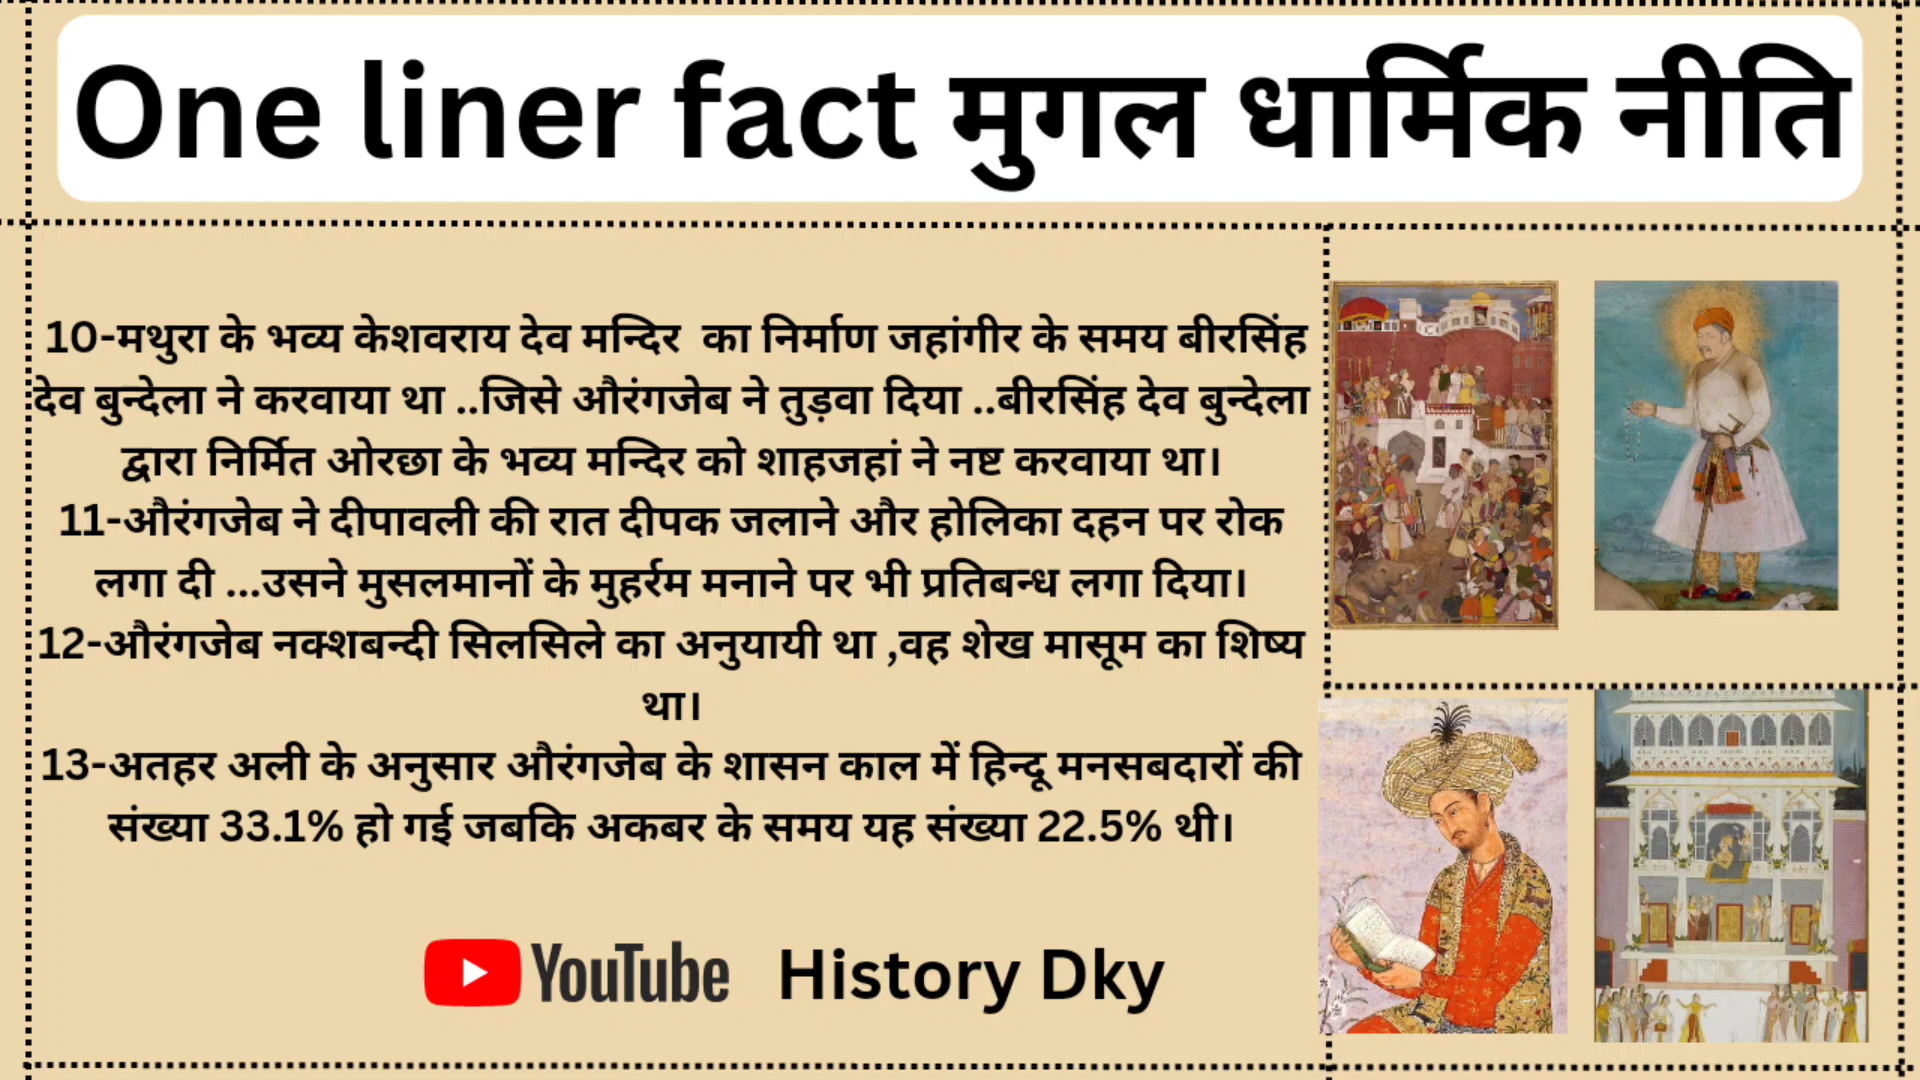 One liner fact मुगल धार्मिक नीति
10-मथुरा के भव्य केशवराय देव मन्दिर का निर्माण जहांगीर के समय बीरसिंह
देव बुन्देला ने करवाया था ..जिसे औरंगजेब ने तुड़वा दिया ..बीरसिंह देव बुन्देला
द्वारा निर्मित ओरछा के भव्य मन्दिर को शाहजहां ने नष्ट करवाया था।
11-औरंगजेब ने दीपावली की रात दीपक जलाने और होलिका दहन पर रोक
लगा दी ...उसने मुसलमानों के मुहर्रम मनाने पर भी प्रतिबन्ध लगा दिया।
12-औरंगजेब नक्शबन्दी सिलसिले का अनुयायी था ,वह शेख मासूम का शिष्य
था।
13-अतहर अली के अनुसार औरंगजेब के शासन काल में हिन्दू मनसबदारों की
संख्या 33.1% हो गई जबकि अकबर के समय यह संख्या 22.5% थी।
YouTube History Dky